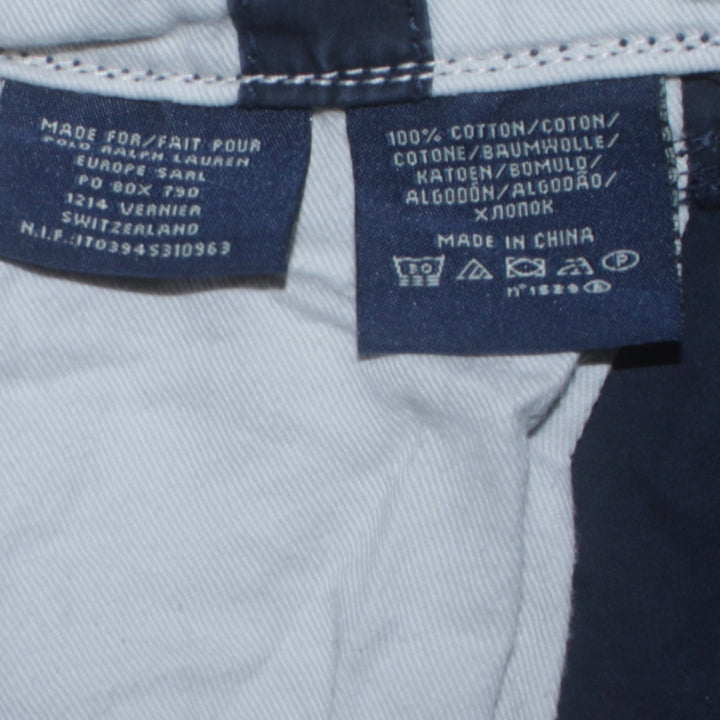 MADE FOR/FAIT POUR
POLO RALPH LAUREN
EUROPE SARL
PO BOX 790
1214 VERNIER
SWITZERLAND
N.I.F.:IT03945310963
100% COTTON/COTON/
COTONE/BAUMWOLLE/
KATOEN/BOMULD/
ALGODÓN/ALGODÃO/
ХЛОПОК
MADE IN CHINA
30
P